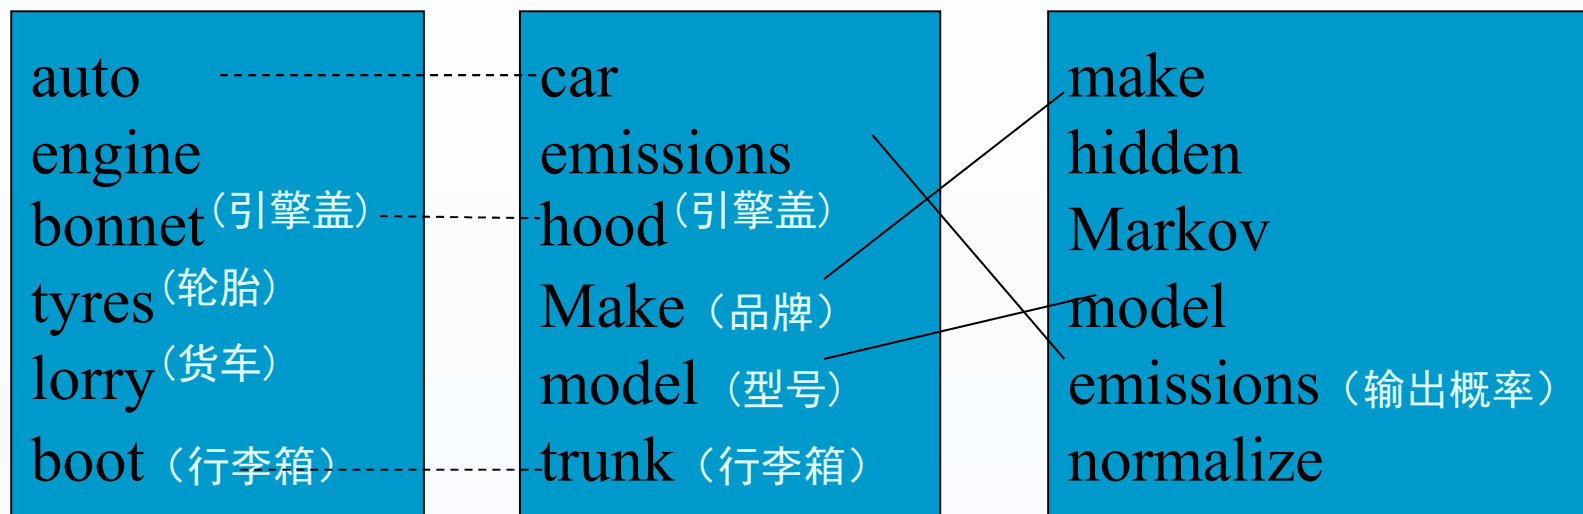 auto
engine
bonnet(引擎盖)
tyres(轮胎)
lorry(货车)
boot（行李箱）
car
emissions
hood(引擎盖)
Make（品牌）
model（型号）
trunk（行李箱）
make
hidden
Markov
model
emissions（输出概率）
normalize